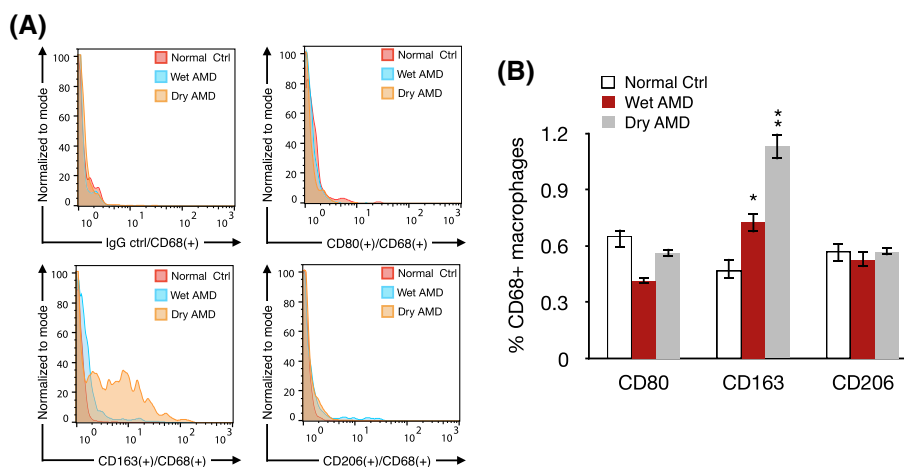 (A)
Normalized to mode
100
80
60
40
20
0
Normal Ctrl
Wet AMD
Dry AMD
10^0 10^1 10^2 10^3
IgG ctrl/CD68(+)
Normalized to mode
100
80
60
40
20
0
Normal Ctrl
Wet AMD
Dry AMD
10^0 10^1 10^2 10^3
CD80(+)/CD68(+)
Normalized to mode
100
80
60
40
20
0
Normal Ctrl
Wet AMD
Dry AMD
10^0 10^1 10^2 10^3
CD163(+)/CD68(+)
Normalized to mode
100
80
60
40
20
0
Normal Ctrl
Wet AMD
Dry AMD
10^0 10^1 10^2 10^3
CD206(+)/CD68(+)
(B)
Normal Ctrl
Wet AMD
Dry AMD
% CD68+ macrophages
1.2
0.9
0.6
0.3
0
*
**
CD80 CD163 CD206